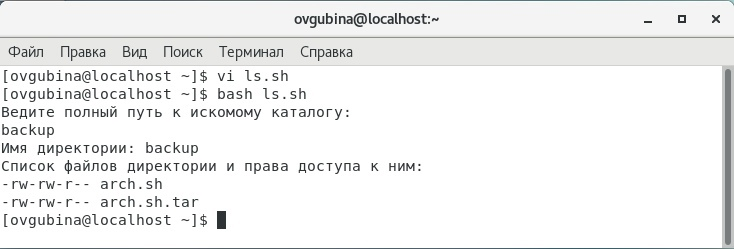 ovgubina@localhost:~
Файл Правка Вид Поиск Терминал Справка
[ovgubina@localhost ~]$ vi ls.sh
[ovgubina@localhost ~]$ bash ls.sh
Ведите полный путь к искомому каталогу:
backup
Имя директории: backup
Список файлов директории и права доступа к ним:
-rw-rw-r-- arch.sh
-rw-rw-r-- arch.sh.tar
[ovgubina@localhost ~]$